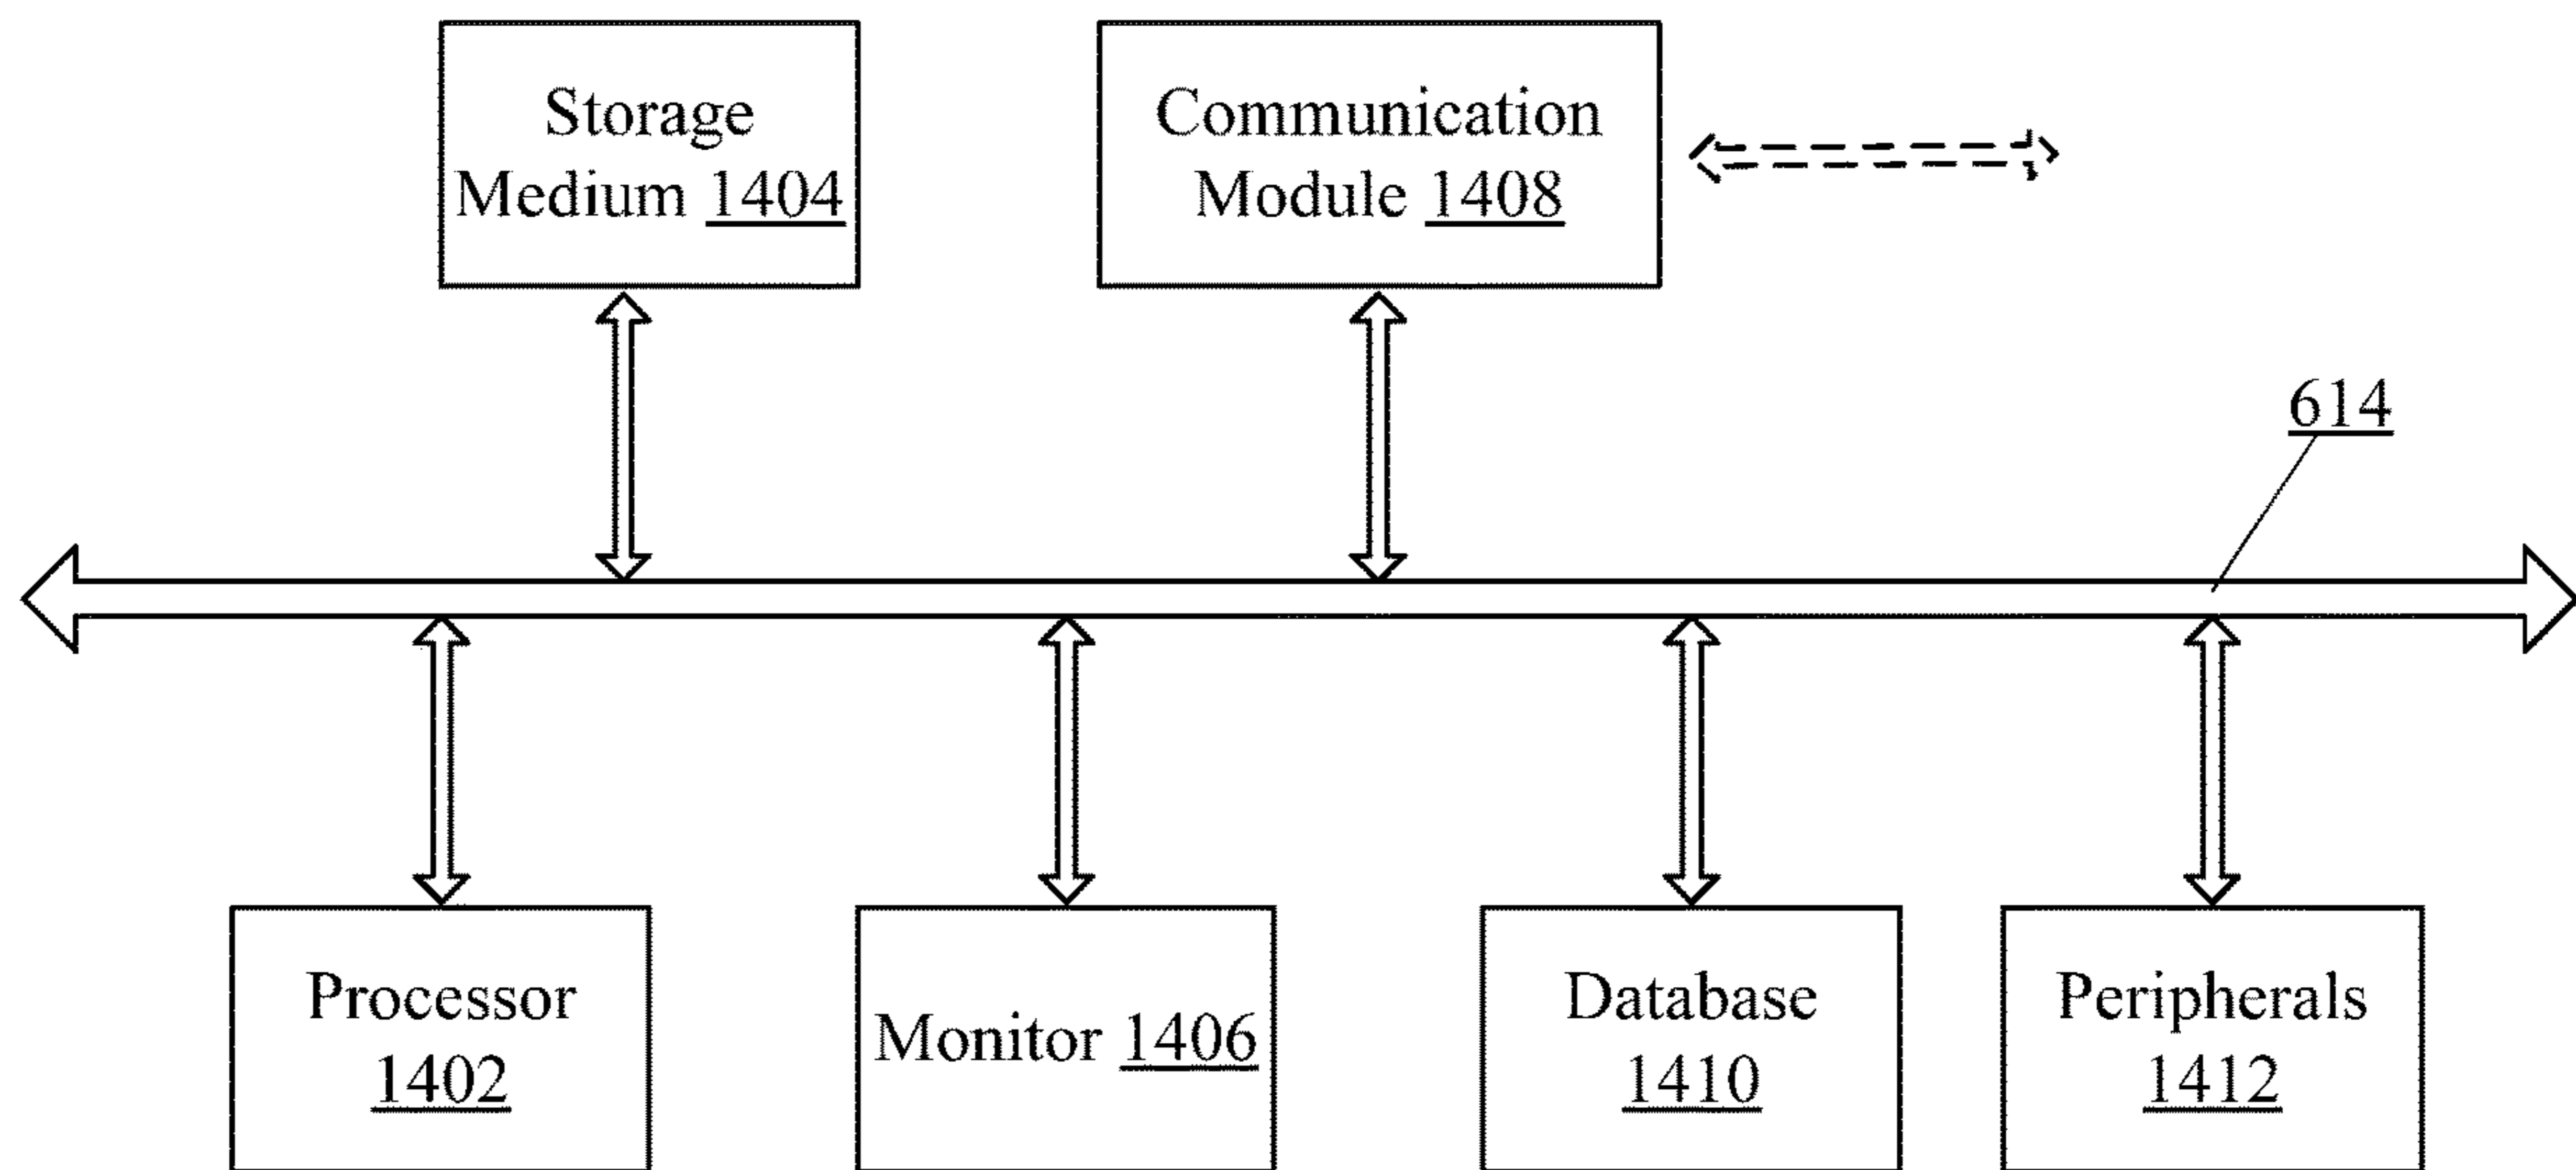 Storage
Medium 1404
Communication
Module 1408
614
Processor
1402
Monitor 1406
Database
1410
Peripherals
1412